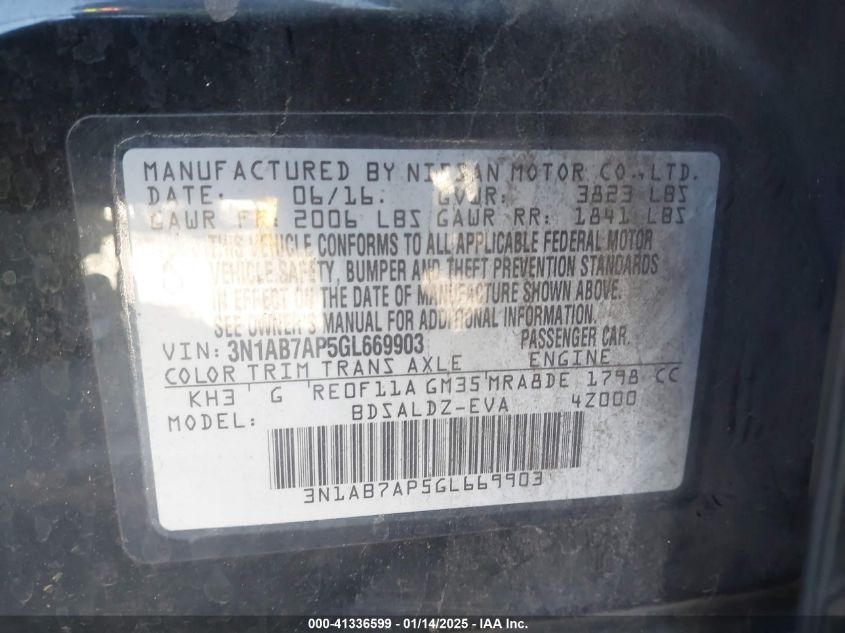 MANUFACTURED BY NISSAN MOTOR CO.,LTD.
DATE: 06/16. GVWR: 3823 LBS
GAWR FR: 2006 LBS GAWR RR: 1841 LBS
THIS VEHICLE CONFORMS TO ALL APPLICABLE FEDERAL MOTOR
VEHICLE SAFETY, BUMPER AND THEFT PREVENTION STANDARDS
IN EFFECT ON THE DATE OF MANUFACTURE SHOWN ABOVE.
SEE OWNER'S MANUAL FOR ADDITIONAL INFORMATION.
VIN: 3N1AB7AP5GL669903 PASSENGER CAR.
COLOR TRIM TRANS AXLE ENGINE
KH3 G RE0F11A GM35 MRA8DE 1798 CC
MODEL: BDSALDZ-EVA 4Z000
3N1AB7AP5GL669903
000-41336599 - 01/14/2025 - EVA Inc.